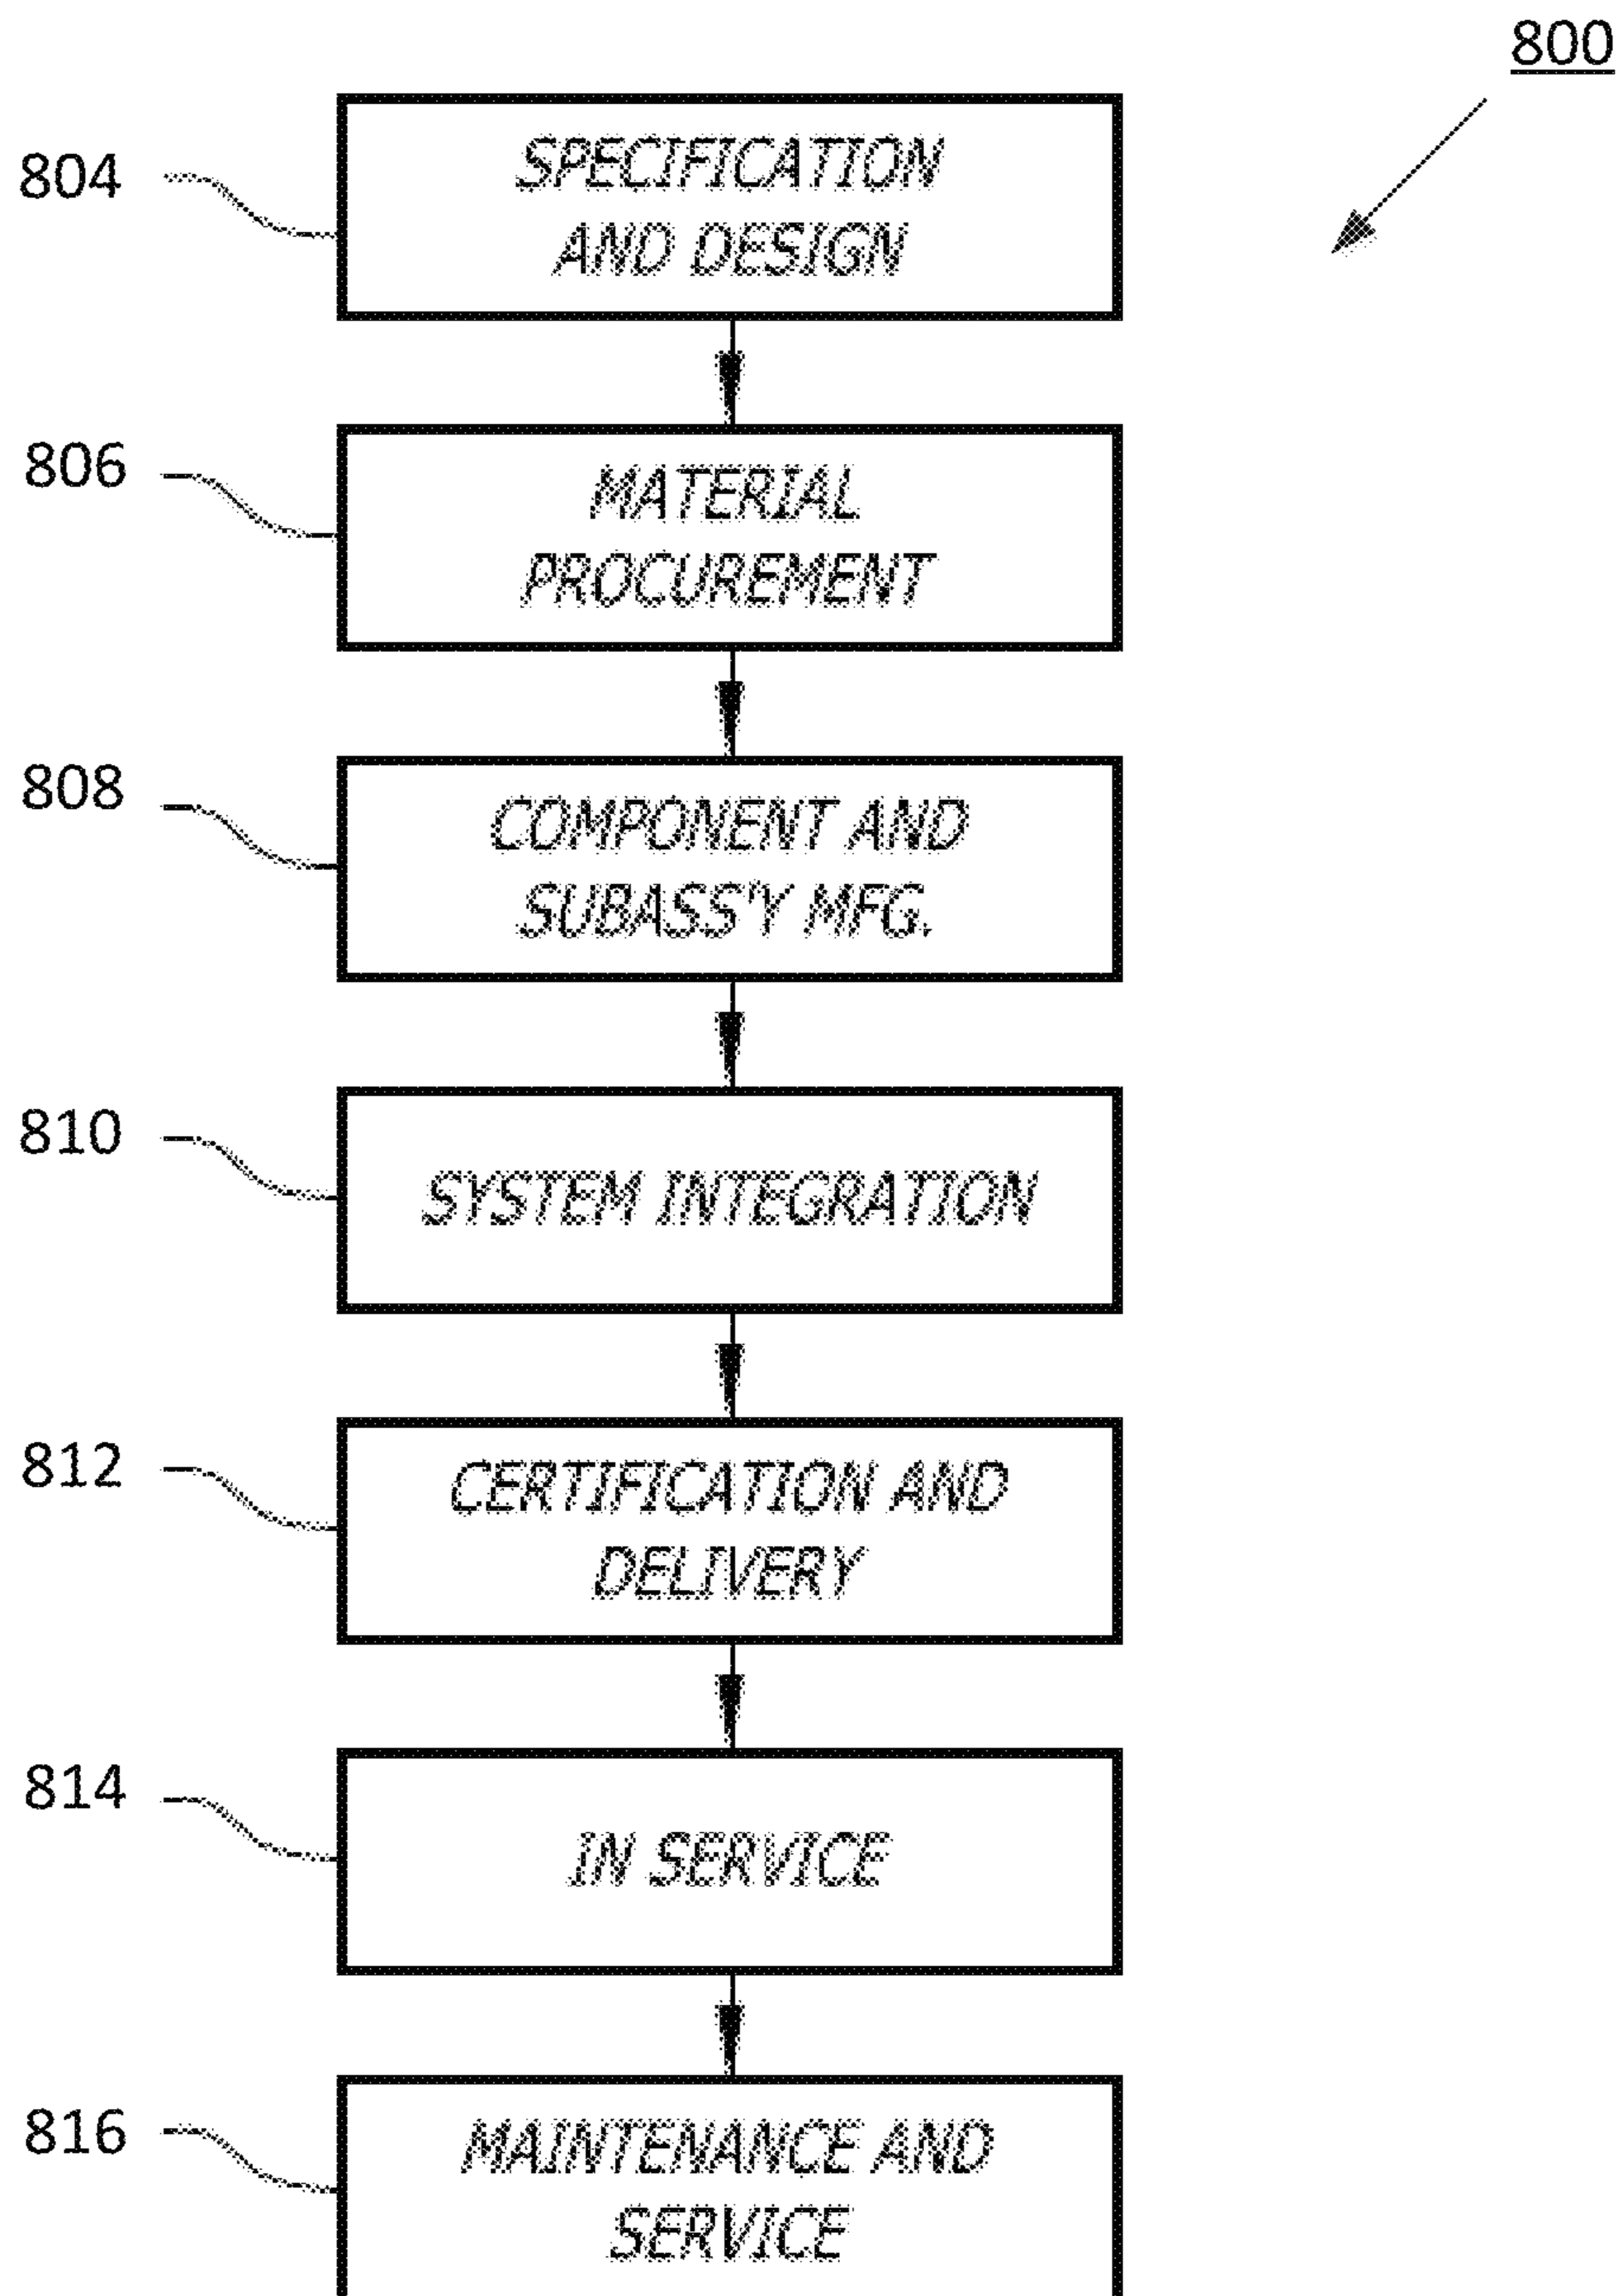 800
804
SPECIFICATION
AND DESIGN
806
MATERIAL
PROCUREMENT
808
COMPONENT AND
SUBASS'Y MFG.
810
SYSTEM INTEGRATION
812
CERTIFICATION AND
DELIVERY
814
IN SERVICE
816
MAINTENANCE AND
SERVICE